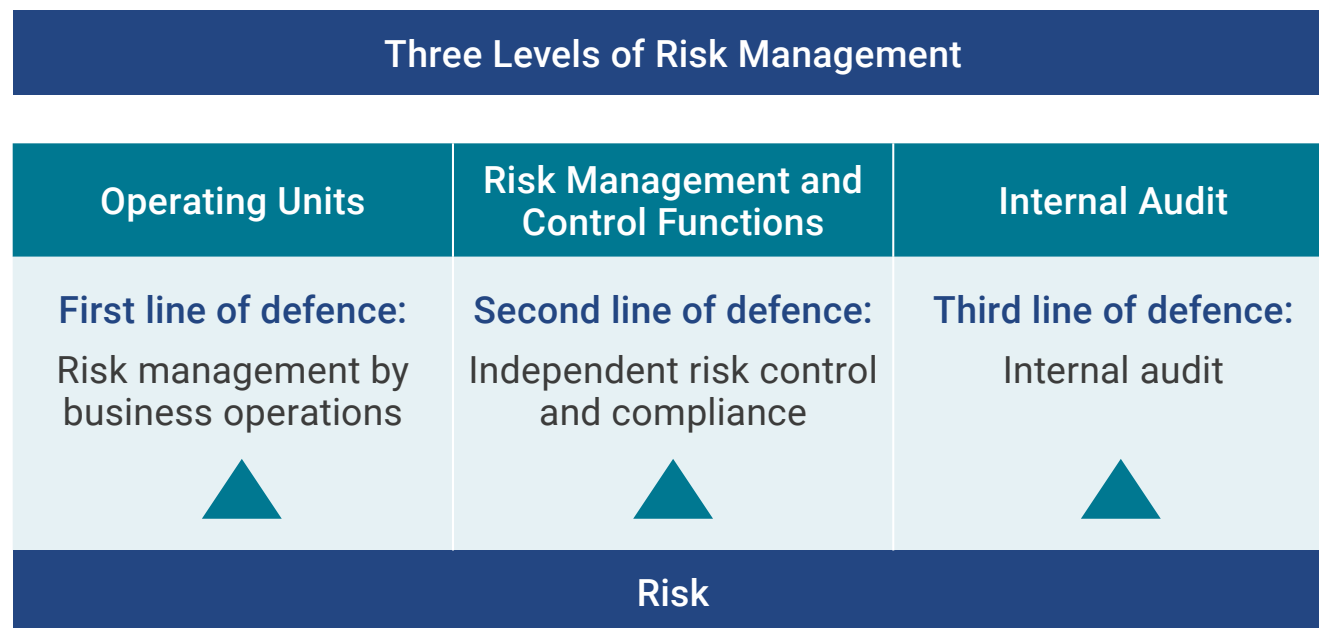 Three Levels of Risk Management
Operating Units
Risk Management and
Control Functions
Internal Audit
First line of defence:
Risk management by
business operations
Second line of defence:
Independent risk control
and compliance
Third line of defence:
Internal audit
Risk